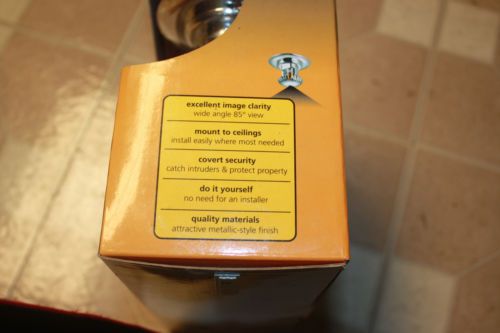 excellent image clarity
wide angle 85° view
mount to ceilings
install easily where most needed
covert security
catch intruders & protect property
do it yourself
no need for an installer
quality materials
attractive metallic-style finish